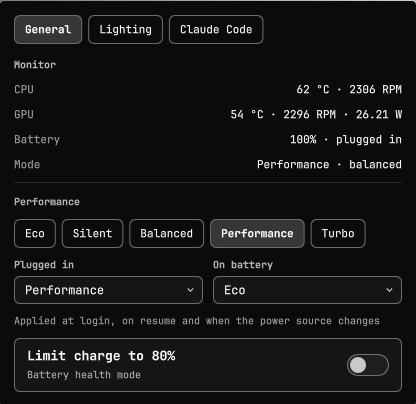 General Lighting Claude Code
Monitor
CPU 62 °C · 2306 RPM
GPU 54 °C · 2296 RPM · 26.21 W
Battery 100% · plugged in
Mode Performance · balanced
Performance
Eco Silent Balanced Performance Turbo
Plugged in On battery
Performance Eco
Applied at login, on resume and when the power source changes
Limit charge to 80%
Battery health mode